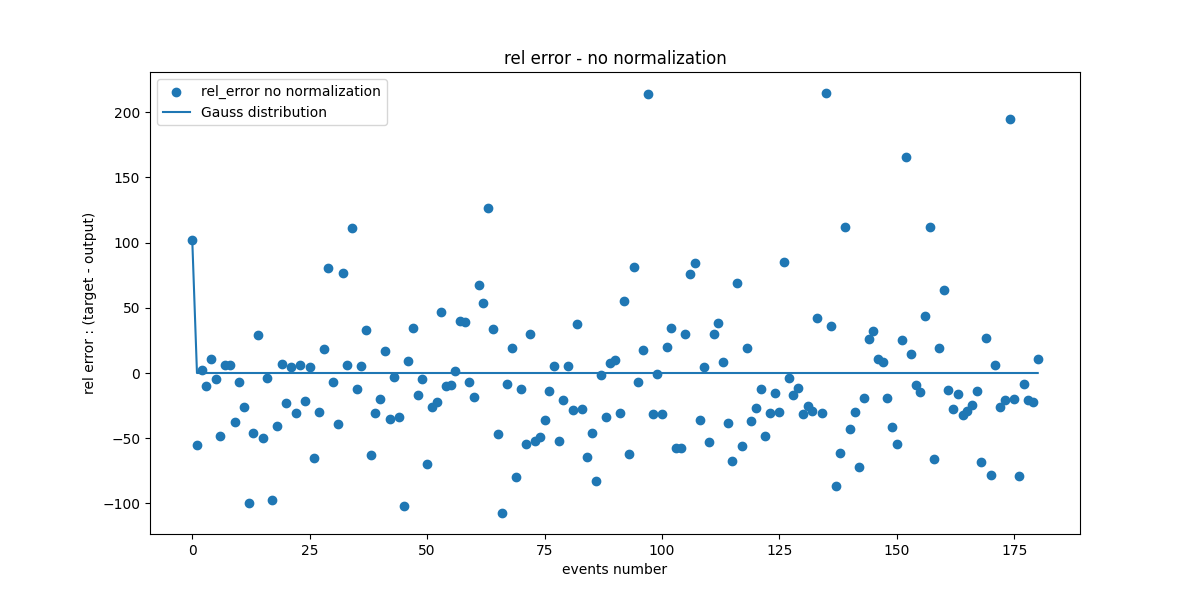 rel error - no normalization
rel_error no normalization
Gauss distribution
200
150
100
50
0
−50
−100
rel error : (target - output)
0 25 50 75 100 125 150 175
events number